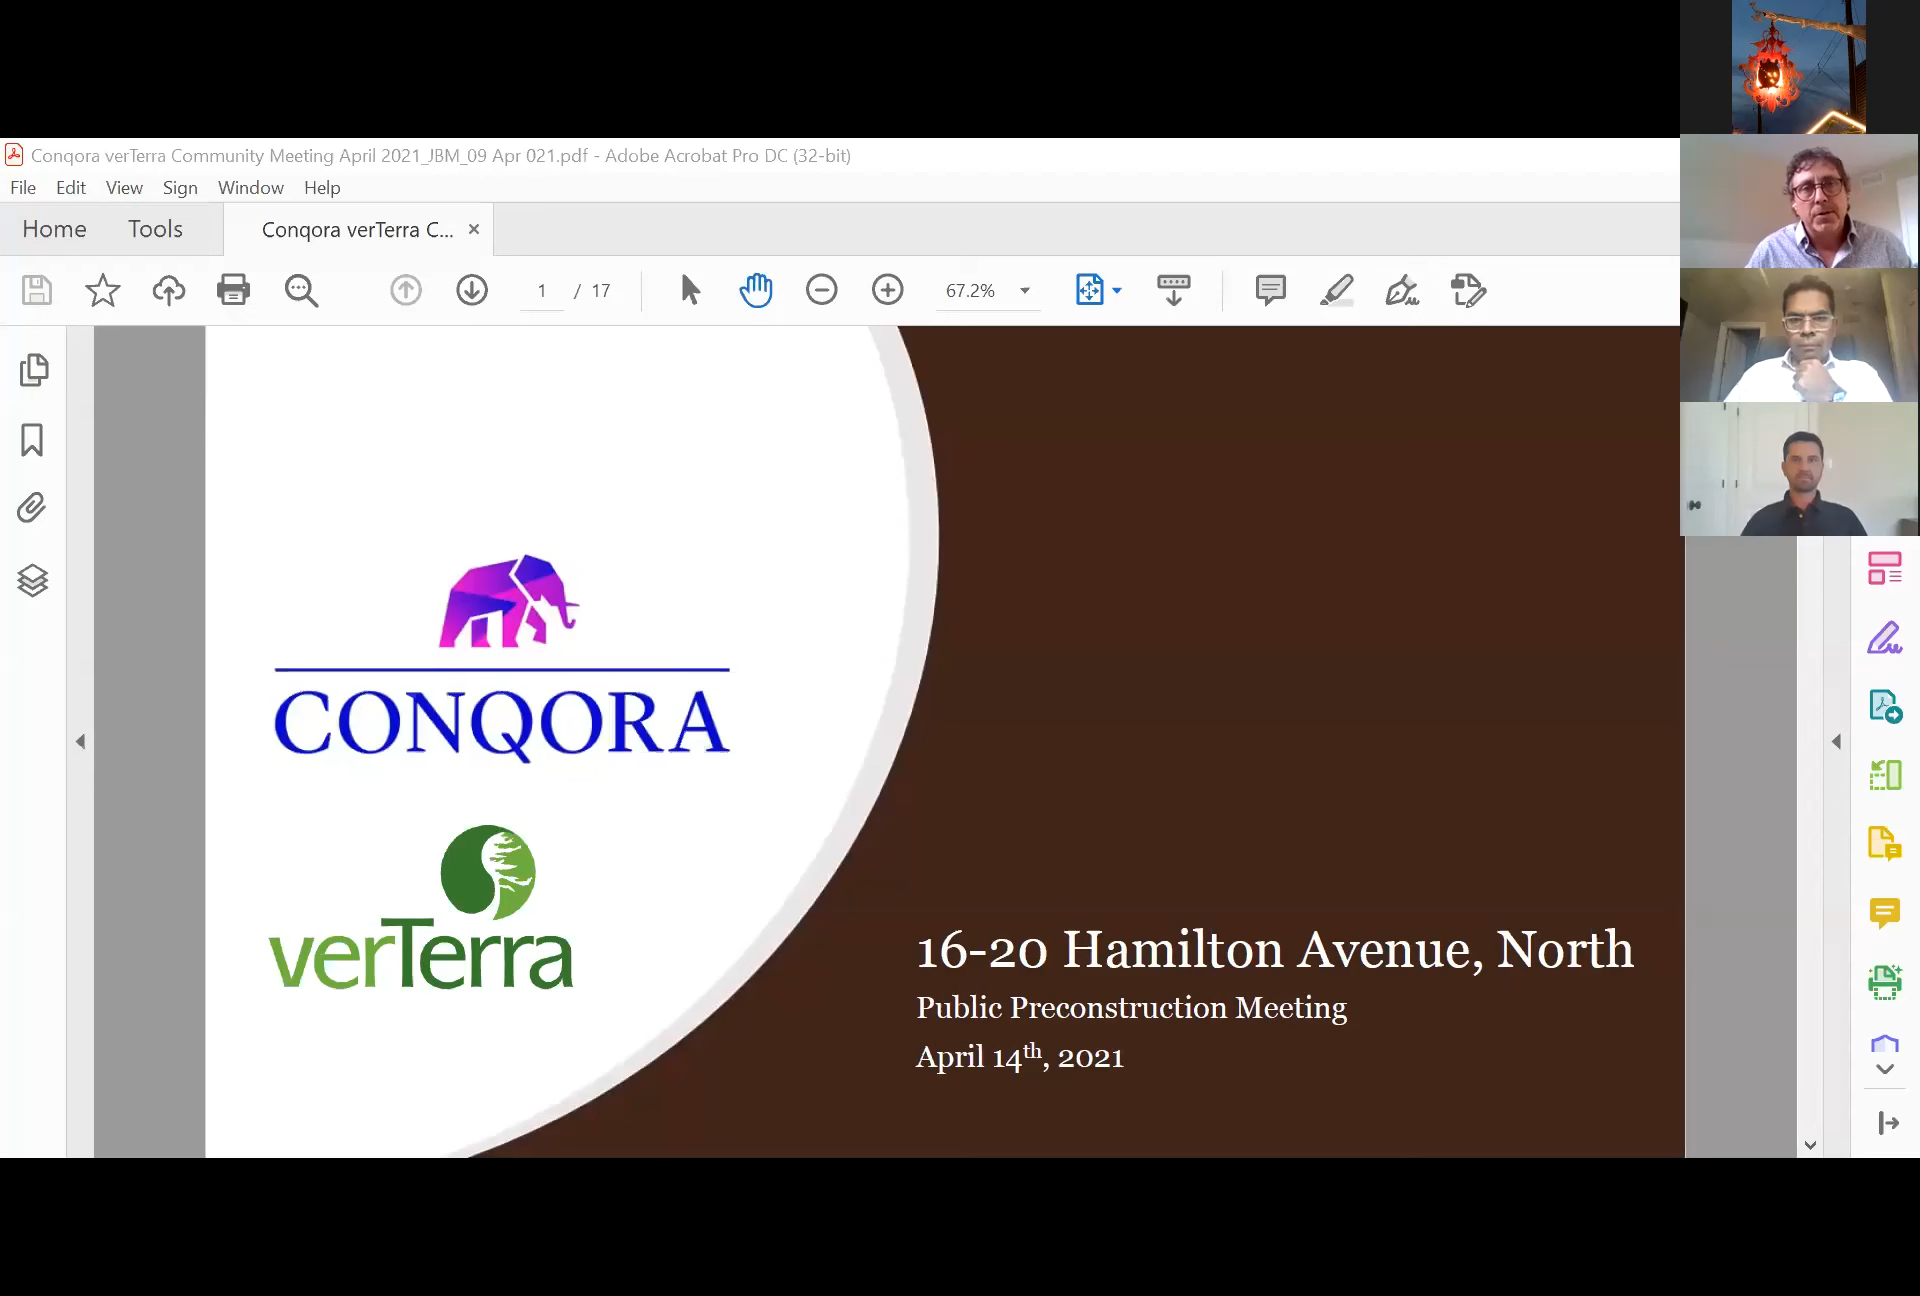 Conqora verTerra Community Meeting April 2021_JBM_09 Apr 021.pdf - Adobe Acrobat Pro DC (32-bit)
File Edit View Sign Window Help
Home Tools Conqora verTerra C... ×
1 / 17 67.2%
CONQORA
verTerra
16-20 Hamilton Avenue, North
Public Preconstruction Meeting
April 14th, 2021